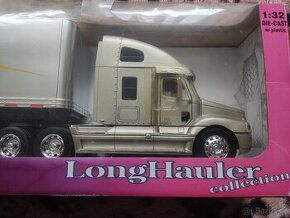 1:32
DIE-CAST
w/ plastic
LongHauler
collection